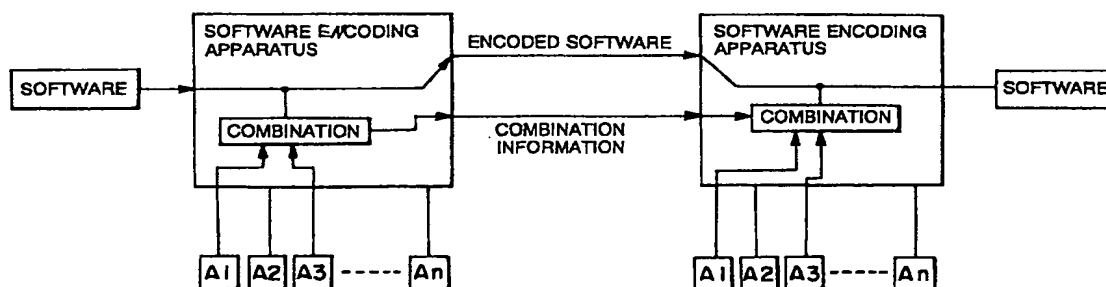 SOFTWARE ENCODING
APPARATUS
SOFTWARE ENCODING
APPARATUS
ENCODED SOFTWARE
SOFTWARE
SOFTWARE
COMBINATION
COMBINATION
COMBINATION
INFORMATION
A1 A2 A3 ----- An
A1 A2 A3 ----- An